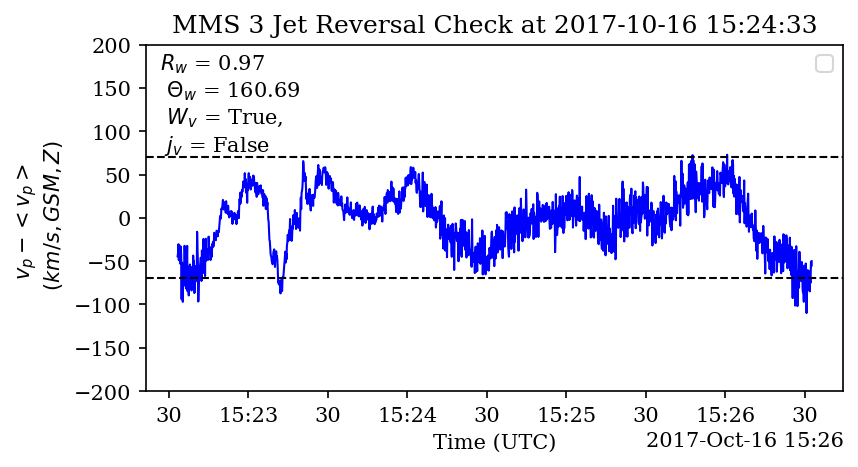 MMS 3 Jet Reversal Check at 2017-10-16 15:24:33
R_w = 0.97
Θ_w = 160.69
W_v = True,
j_v = False
v_p − < v_p >
(km/s, GSM, Z)
200
150
100
50
0
−50
−100
−150
−200
30 15:23 30 15:24 30 15:25 30 15:26 30
Time (UTC)
2017-Oct-16 15:26